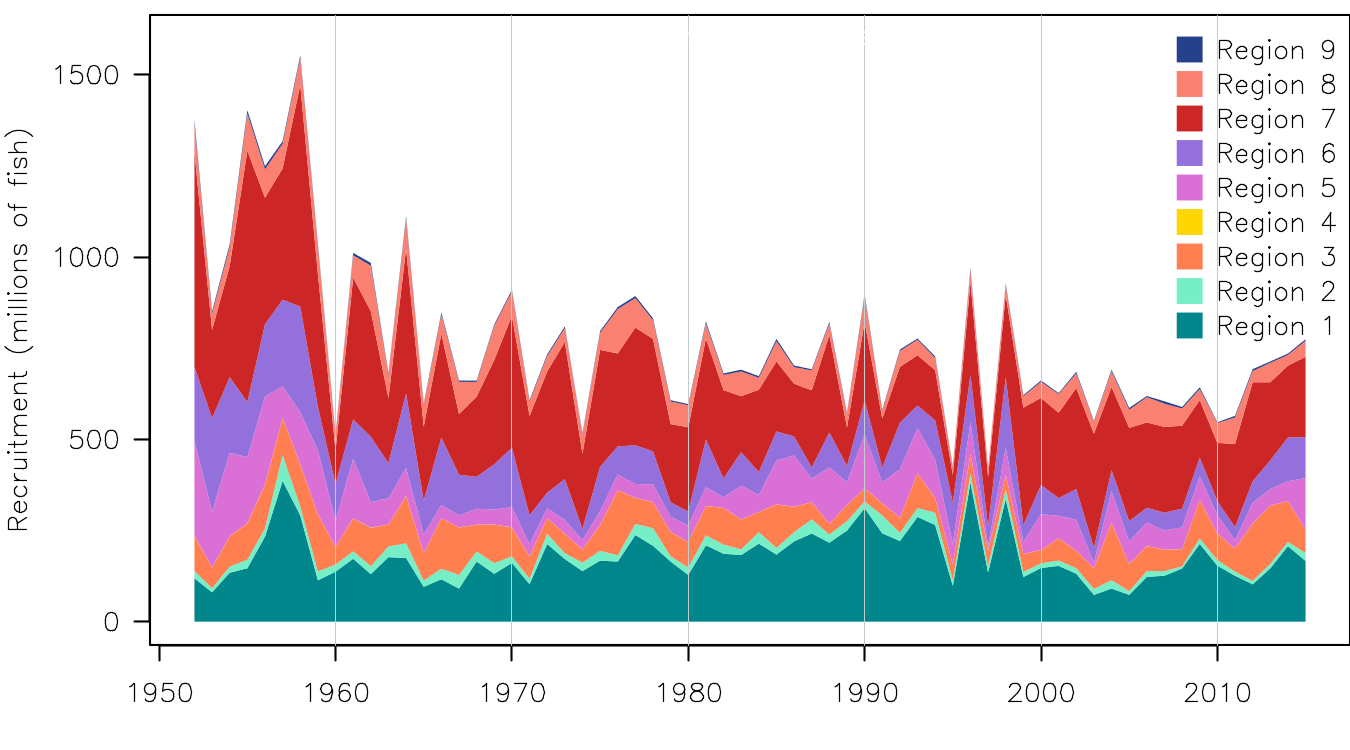 Recruitment (millions of fish)
1500
1000
500
0
Region 9
Region 8
Region 7
Region 6
Region 5
Region 4
Region 3
Region 2
Region 1
1950 1960 1970 1980 1990 2000 2010